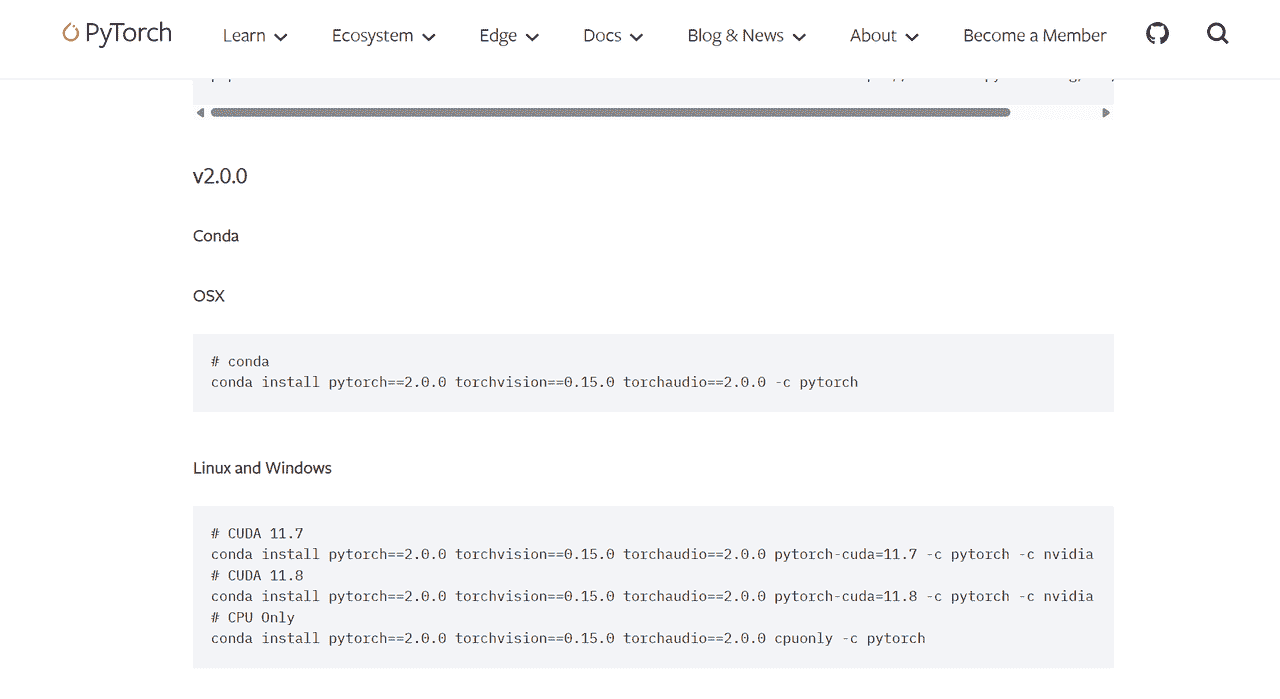 PyTorch
Learn
Ecosystem
Edge
Docs
Blog & News
About
Become a Member
v2.0.0
Conda
OSX
# conda
conda install pytorch==2.0.0 torchvision==0.15.0 torchaudio==2.0.0 -c pytorch
Linux and Windows
# CUDA 11.7
conda install pytorch==2.0.0 torchvision==0.15.0 torchaudio==2.0.0 pytorch-cuda=11.7 -c pytorch -c nvidia
# CUDA 11.8
conda install pytorch==2.0.0 torchvision==0.15.0 torchaudio==2.0.0 pytorch-cuda=11.8 -c pytorch -c nvidia
# CPU Only
conda install pytorch==2.0.0 torchvision==0.15.0 torchaudio==2.0.0 cpuonly -c pytorch